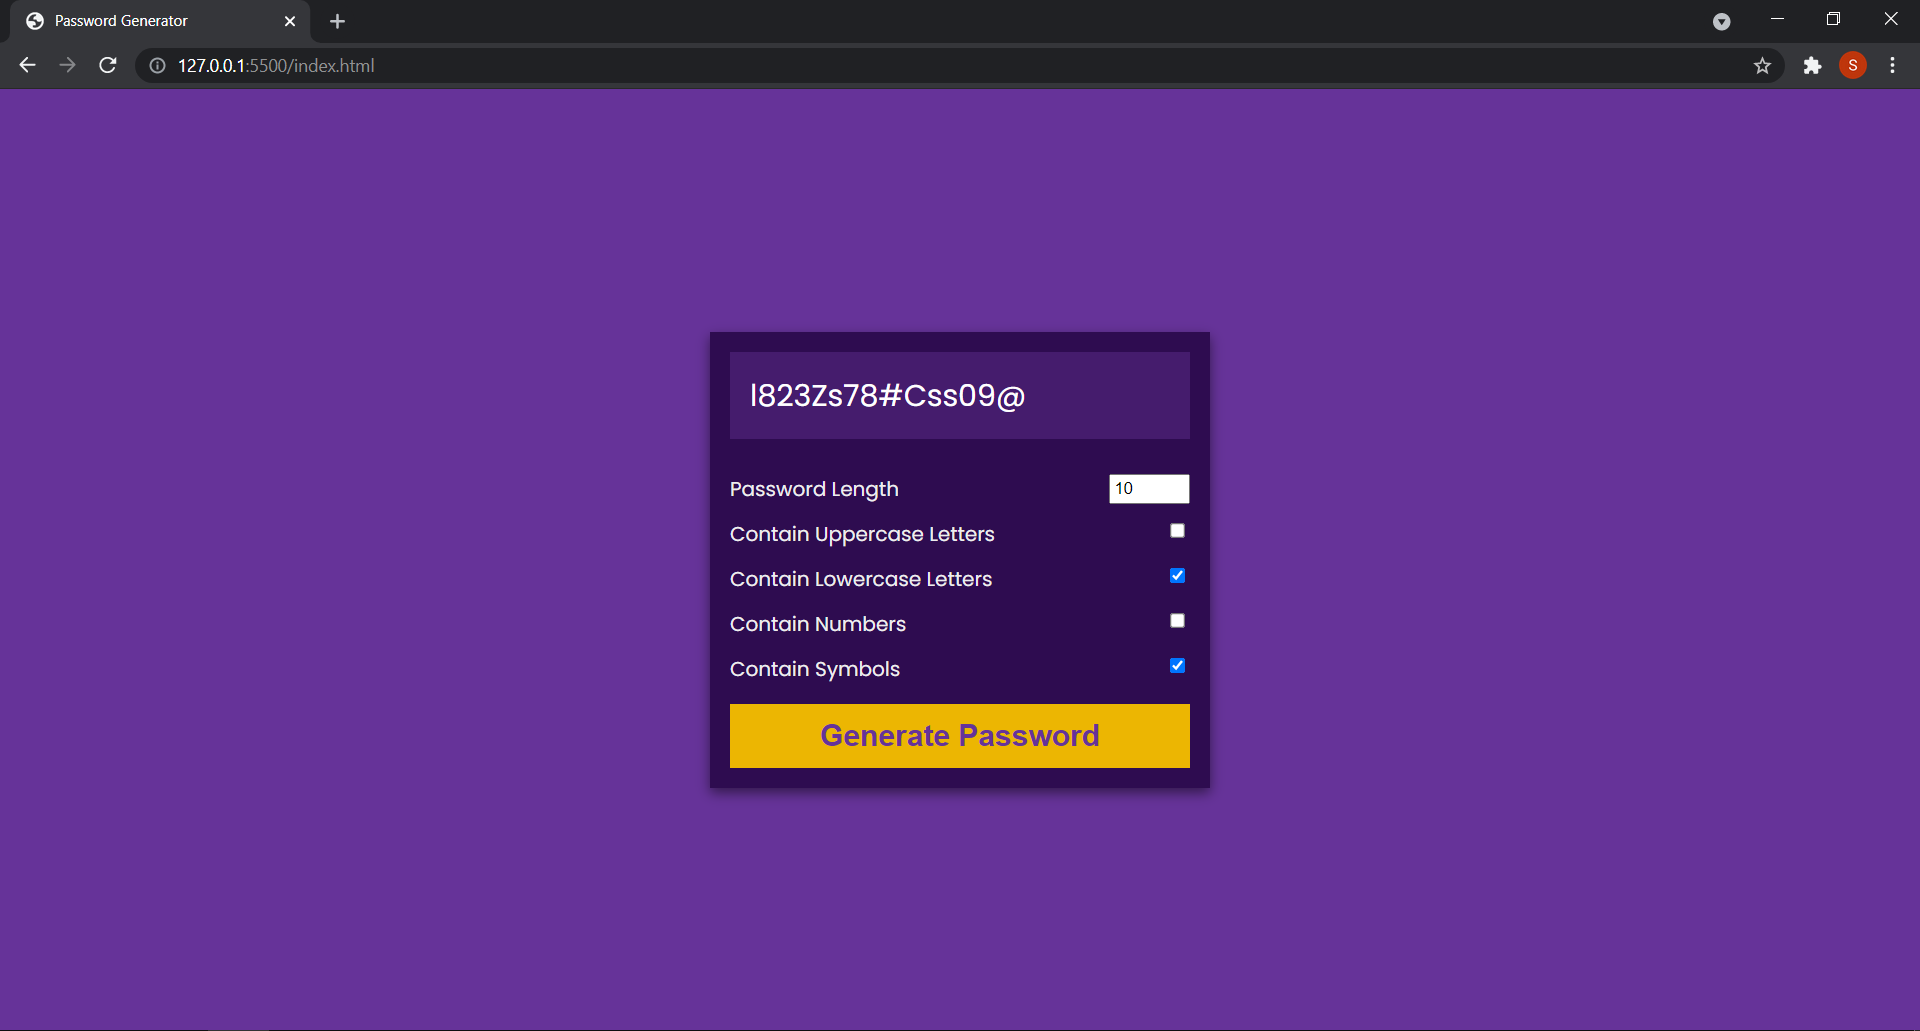 Password Generator
127.0.0.1:5500/index.html
S
l823Zs78#Css09@
Password Length 10
Contain Uppercase Letters
Contain Lowercase Letters
Contain Numbers
Contain Symbols
Generate Password